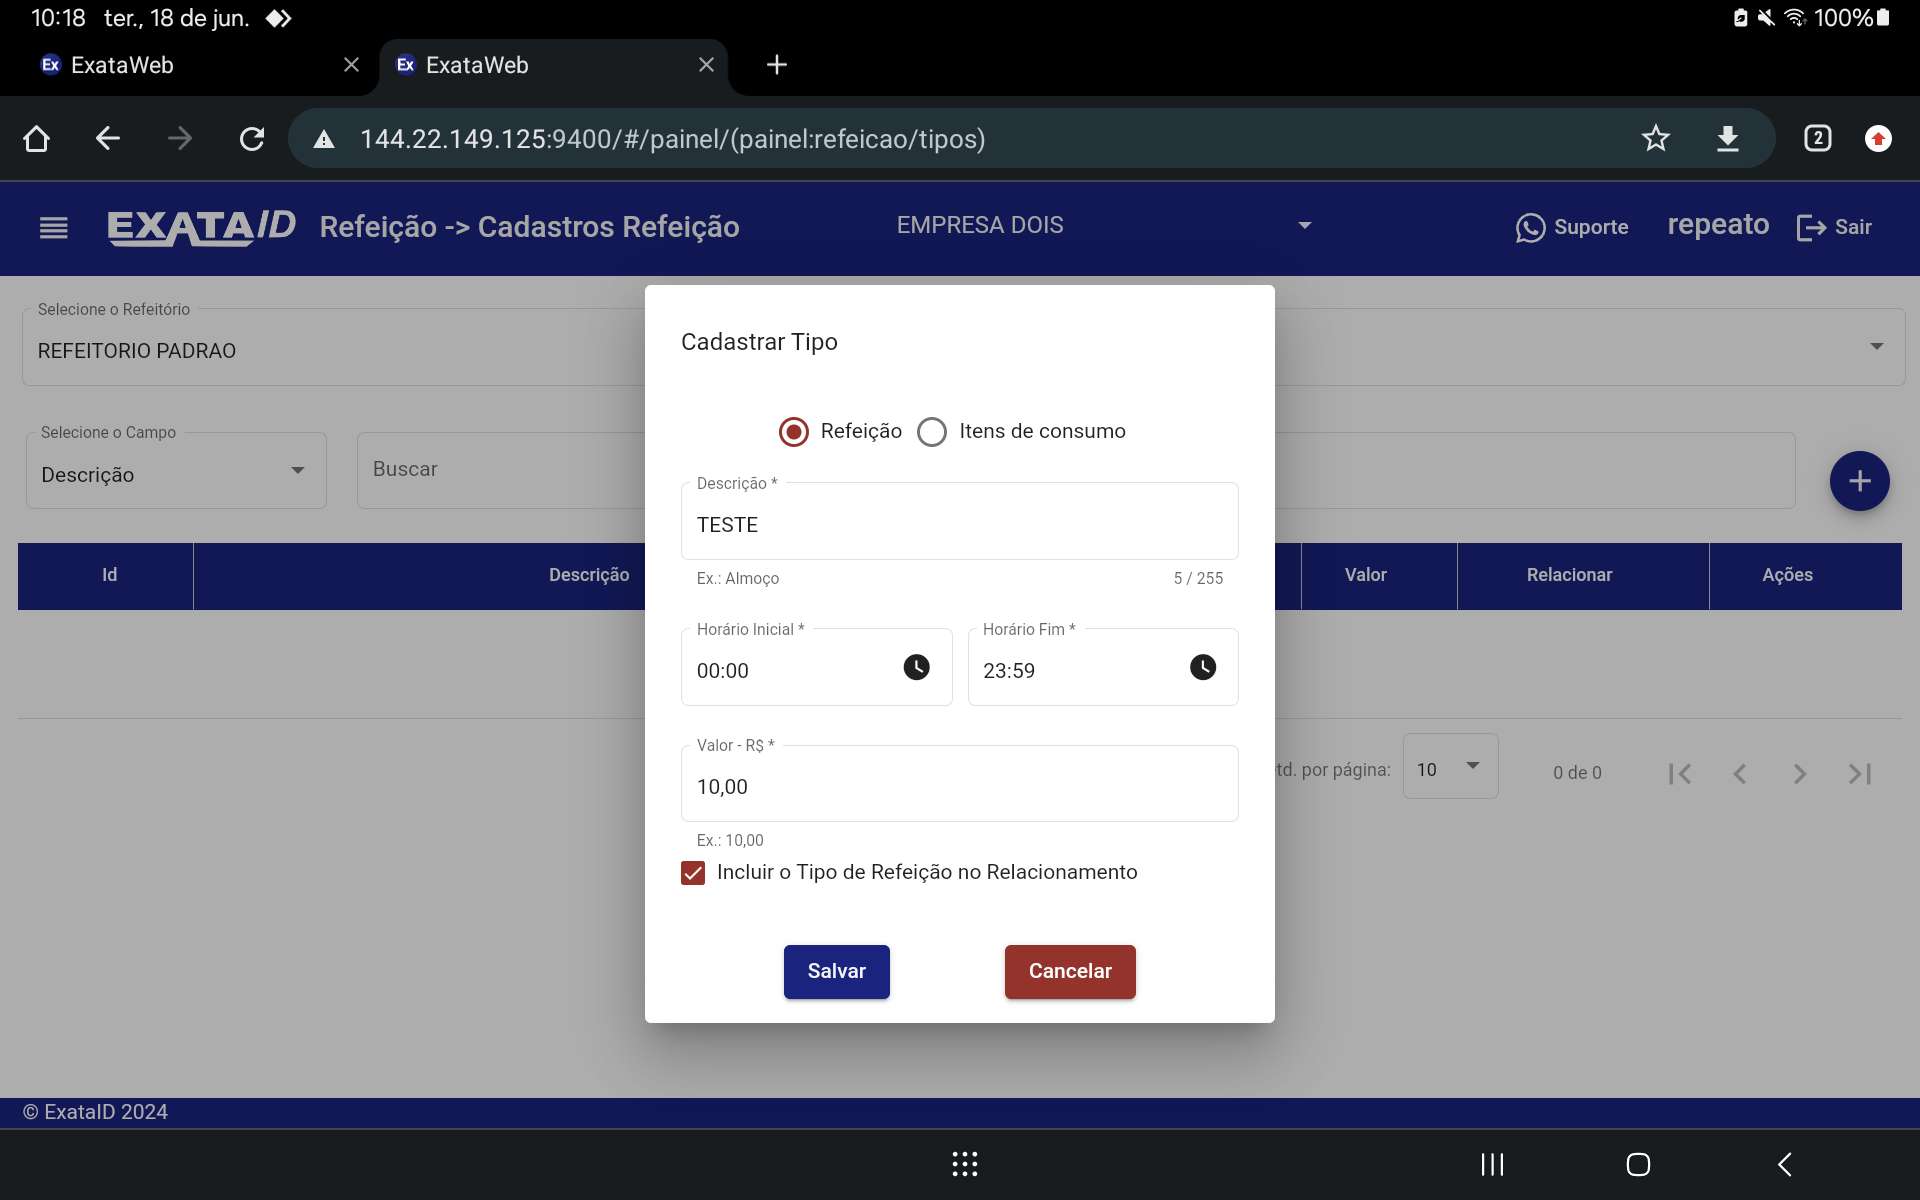 10:18 ter., 18 de jun. 100%
Ex ExataWeb
Ex ExataWeb
144.22.149.125:9400/#/painel/(painel:refeicao/tipos) 2
EXATAID Refeição -> Cadastros Refeição EMPRESA DOIS Suporte repeato Sair
Selecione o Refeitório
REFEITORIO PADRAO
Selecione o Campo
Descrição
Buscar
Id Descrição Valor Relacionar Ações
td. por página: 10 0 de 0
Cadastrar Tipo
Refeição Itens de consumo
Descrição *
TESTE
Ex.: Almoço 5 / 255
Horário Inicial * Horário Fim *
00:00 23:59
Valor - R$ *
10,00
Ex.: 10,00
Incluir o Tipo de Refeição no Relacionamento
Salvar Cancelar
© ExataID 2024